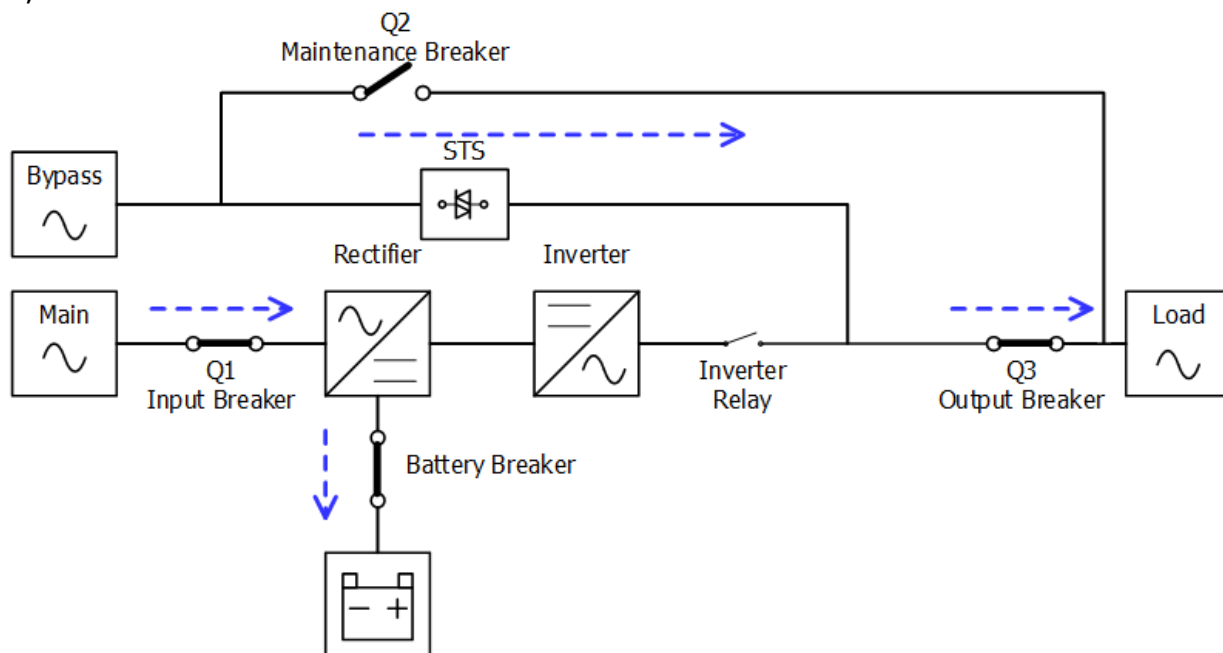 Q2
Maintenance Breaker
STS
Bypass
Rectifier
Inverter
Main
Load
Q1
Input Breaker
Inverter
Relay
Q3
Output Breaker
Battery Breaker
− +